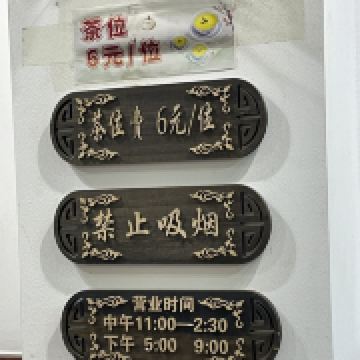 茶位
6元/位
茶位费 6元/位
禁止吸烟
营业时间
中午11:00—2:30
下午 5:00 9:00